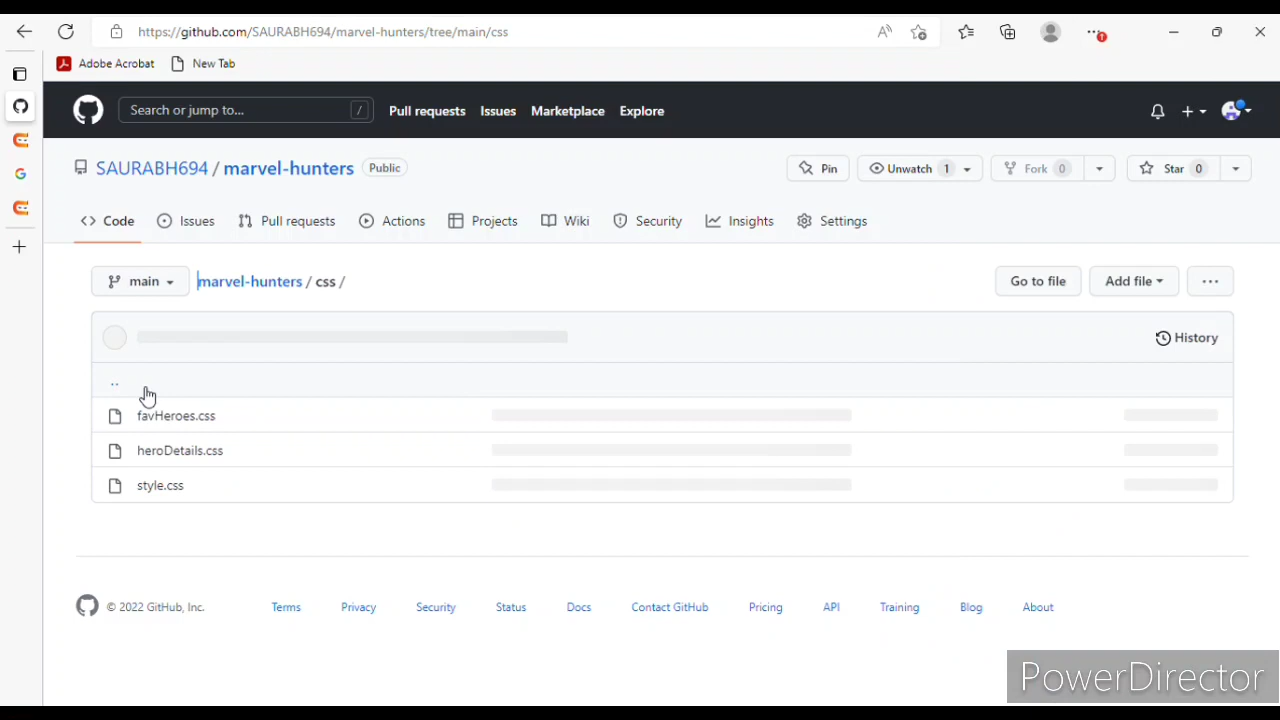 https://github.com/SAURABH694/marvel-hunters/tree/main/css
Adobe Acrobat New Tab
Search or jump to... / Pull requests Issues Marketplace Explore
SAURABH694 / marvel-hunters Public Pin Unwatch 1 Fork 0 Star 0
Code Issues Pull requests Actions Projects Wiki Security Insights Settings
main marvel-hunters / css / Go to file Add file ...
History
..
favHeroes.css
heroDetails.css
style.css
© 2022 GitHub, Inc. Terms Privacy Security Status Docs Contact GitHub Pricing API Training Blog About
PowerDirector